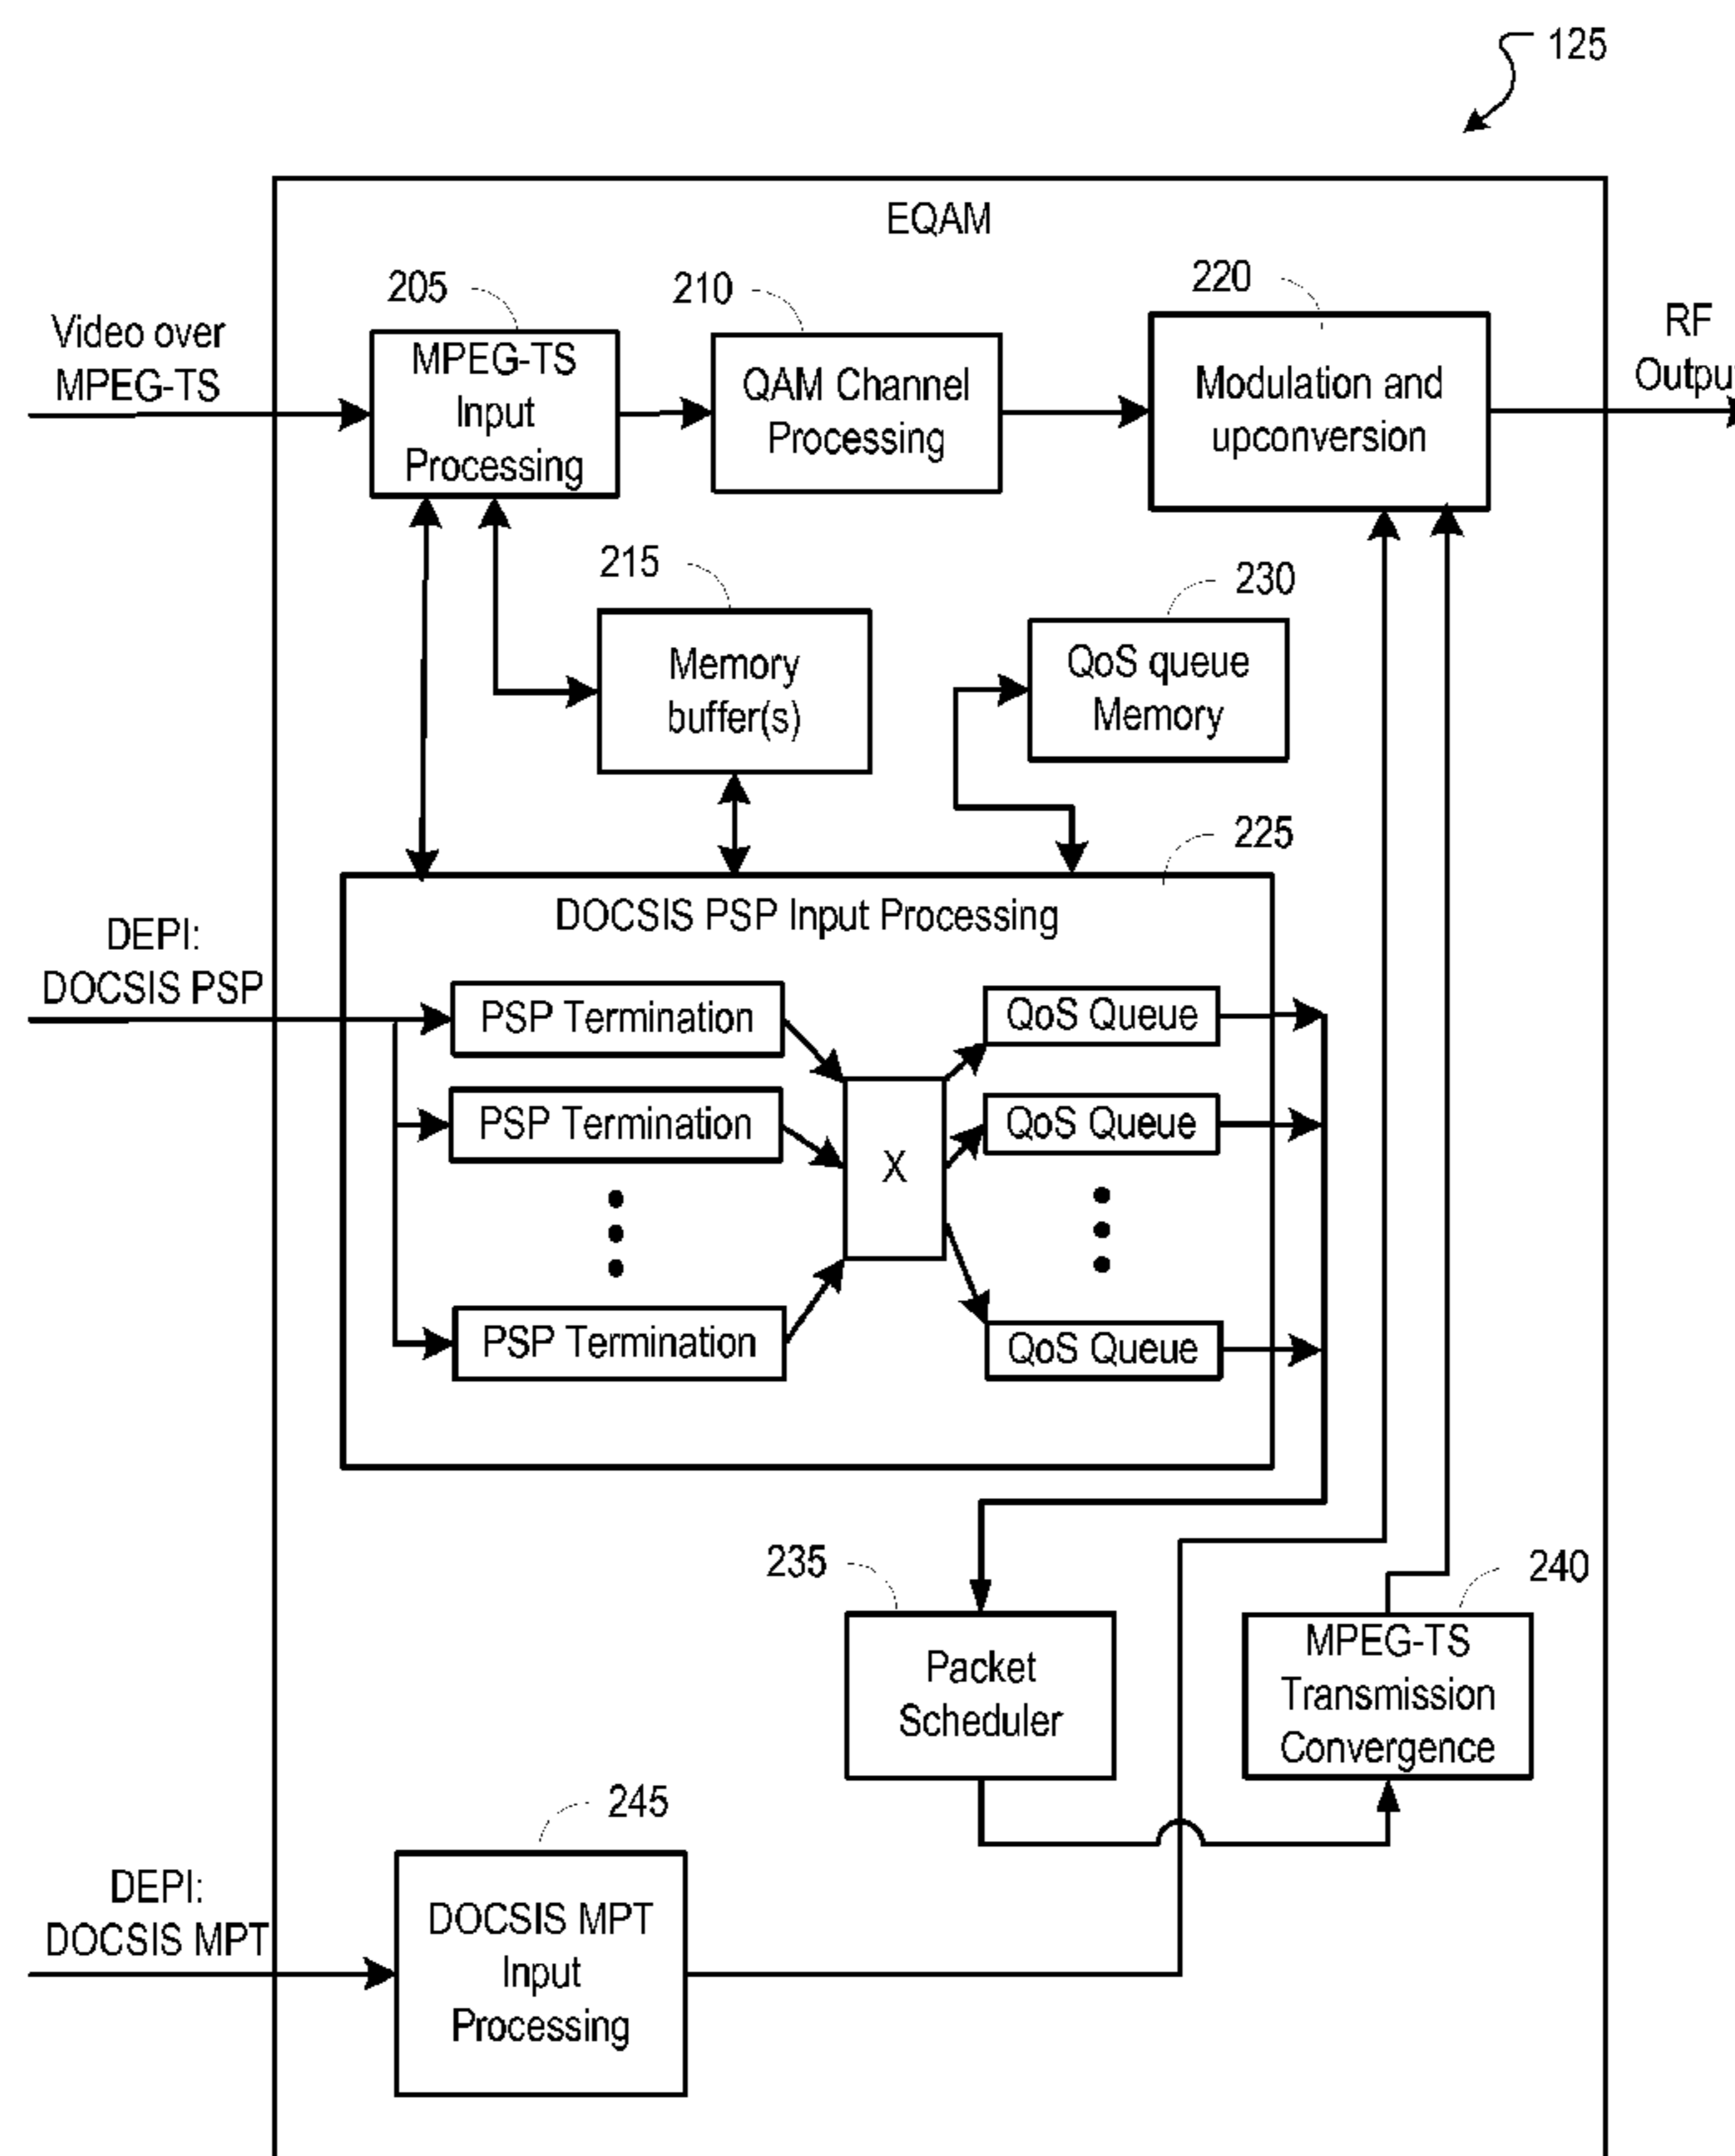 125
EQAM
205
210
220
Video over
MPEG-TS
MPEG-TS
Input
Processing
QAM Channel
Processing
Modulation and
upconversion
RF
Outpu
215
230
Memory
buffer(s)
QoS queue
Memory
225
DEPI:
DOCSIS PSP
DOCSIS PSP Input Processing
PSP Termination
QoS Queue
PSP Termination
X
QoS Queue
PSP Termination
QoS Queue
235
240
Packet
Scheduler
MPEG-TS
Transmission
Convergence
245
DEPI:
DOCSIS MPT
DOCSIS MPT
Input
Processing